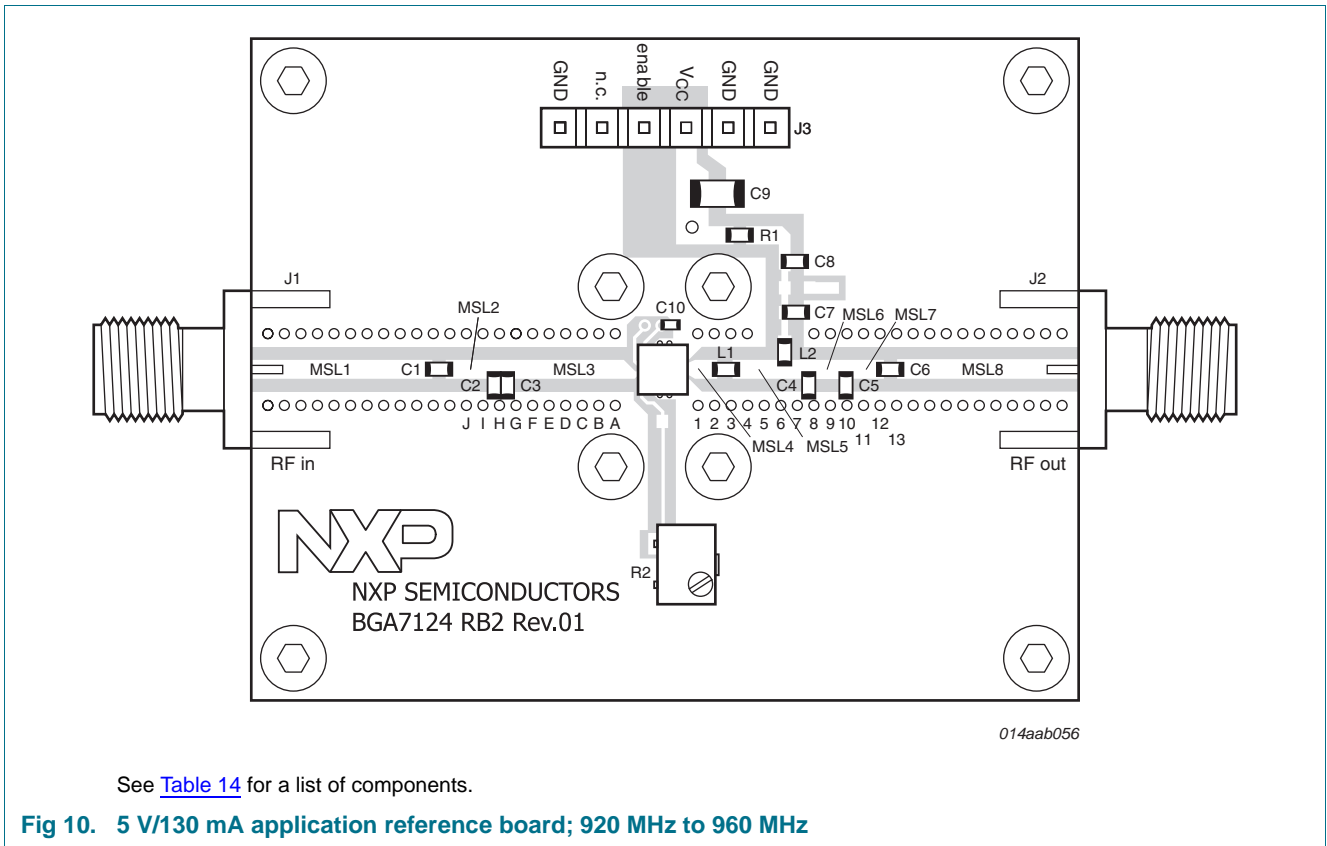 GND n.c. enable VCC GND GND
J3
C9
R1
C8
J1
J2
MSL2
C10
C7
MSL6 MSL7
MSL1
C1
C2
C3
MSL3
L1
L2
C4
C5
C6
MSL8
J I H G F E D C B A
1 2 3 4 5 6 7 8 9 10
11
12
13
MSL4
MSL5
RF in
RF out
NXP
R2
NXP SEMICONDUCTORS
BGA7124 RB2 Rev.01
014aab056
See Table 14 for a list of components.
Fig 10. 5 V/130 mA application reference board; 920 MHz to 960 MHz